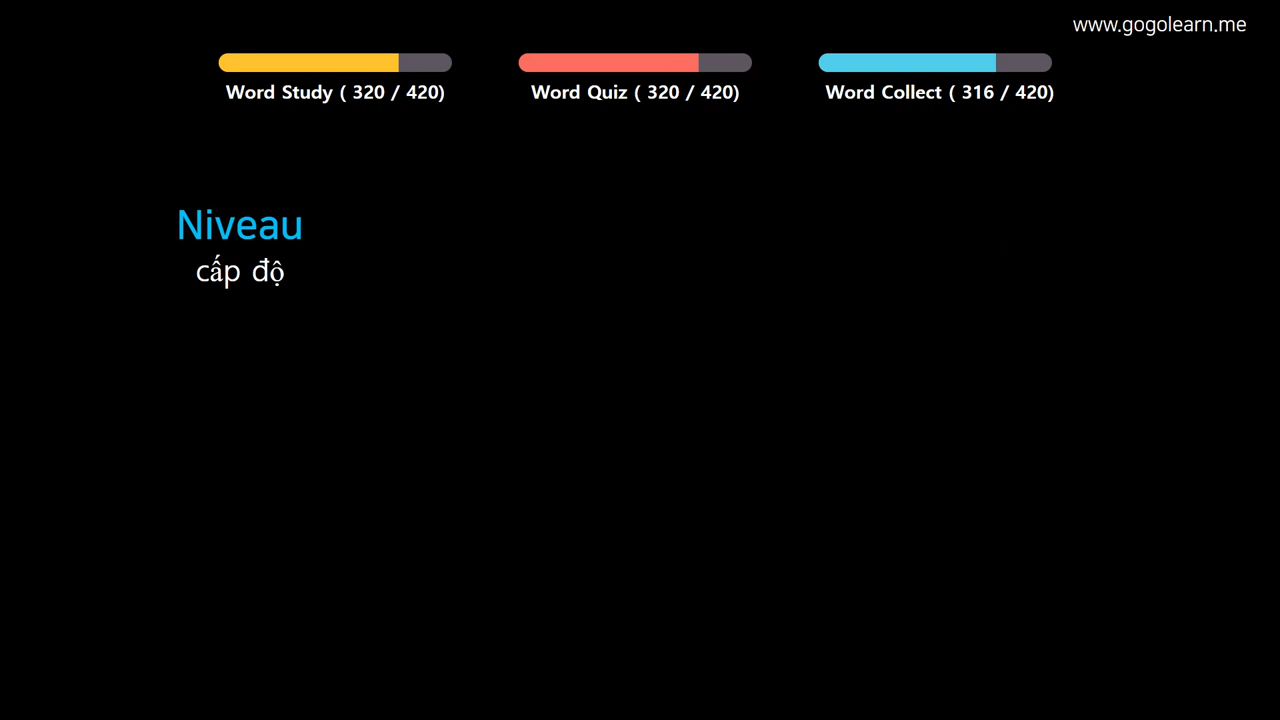 www.gogolearn.me
Word Study ( 320 / 420)
Word Quiz ( 320 / 420)
Word Collect ( 316 / 420)
Niveau
cấp độ